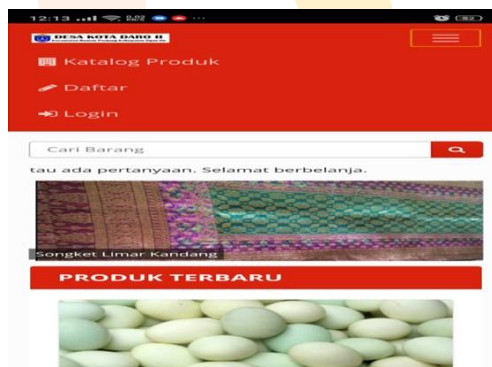 12:13
DESA KOTA DARO II
Katalog Produk
Daftar
Login
Cari Barang
tau ada pertanyaan. Selamat berbelanja.
Songket Limar Kandang
PRODUK TERBARU